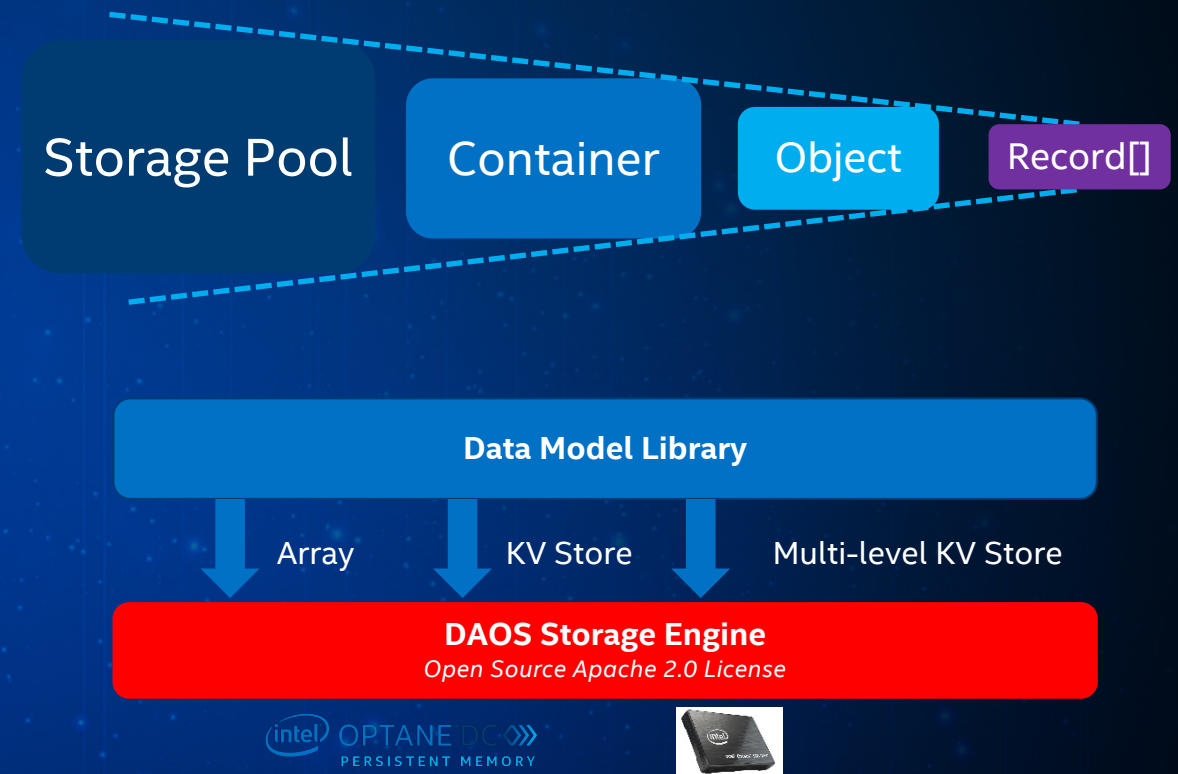 Storage Pool
Container
Object
Record[]
Data Model Library
Array
KV Store
Multi-level KV Store
DAOS Storage Engine
Open Source Apache 2.0 License
intel OPTANE DC
PERSISTENT MEMORY
intel